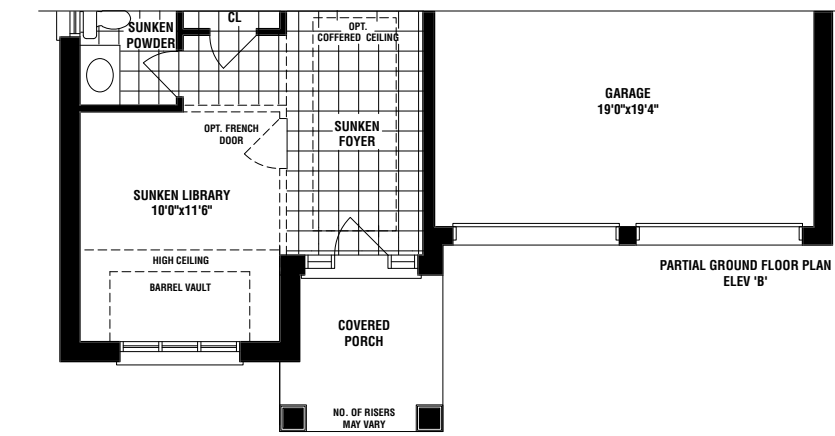 SUNKEN
POWDER
CL
OPT.
COFFERED CEILING
GARAGE
19'0"x19'4"
OPT. FRENCH
DOOR
SUNKEN
FOYER
SUNKEN LIBRARY
10'0"x11'6"
HIGH CEILING
BARREL VAULT
PARTIAL GROUND FLOOR PLAN
ELEV 'B'
COVERED
PORCH
NO. OF RISERS
MAY VARY